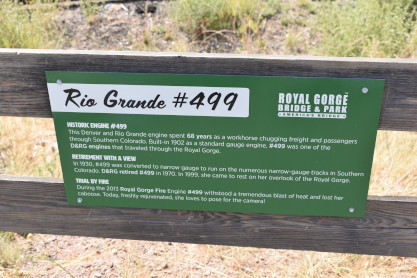 Rio Grande #499
ROYAL GORGE
BRIDGE & PARK
AMERICA'S BRIDGE
HISTORIC ENGINE #499
This Denver and Rio Grande engine spent 68 years as a workhorse chugging freight and passengers
through Southern Colorado. Built in 1902 as a standard gauge engine, #499 was one of the
D&RG engines that traveled through the Royal Gorge.
RETIREMENT WITH A VIEW
In 1930, #499 was converted to narrow gauge to run on the numerous narrow-gauge tracks in Southern
Colorado. D&RG retired #499 in 1970. In 1999, she came to rest on her overlook of the Royal Gorge.
TRIAL BY FIRE
During the 2013 Royal Gorge Fire Engine #499 withstood a tremendous blast of heat and lost her
caboose. Today, freshly rejuvenated, she loves to pose for the camera!